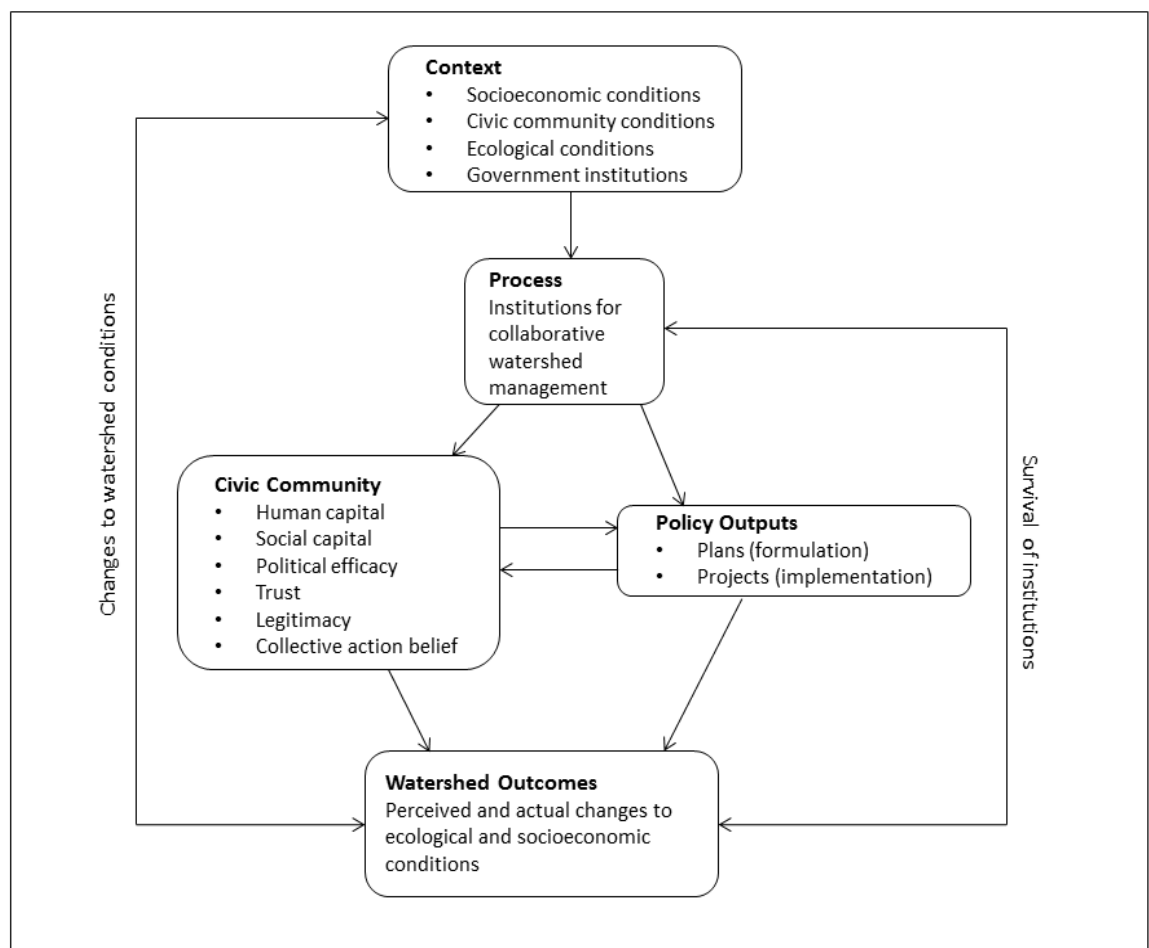 Context
• Socioeconomic conditions
• Civic community conditions
• Ecological conditions
• Government institutions
Process
Institutions for
collaborative
watershed
management
Changes to watershed conditions
Survival of institutions
Civic Community
• Human capital
• Social capital
• Political efficacy
• Trust
• Legitimacy
• Collective action belief
Policy Outputs
• Plans (formulation)
• Projects (implementation)
Watershed Outcomes
Perceived and actual changes to
ecological and socioeconomic
conditions